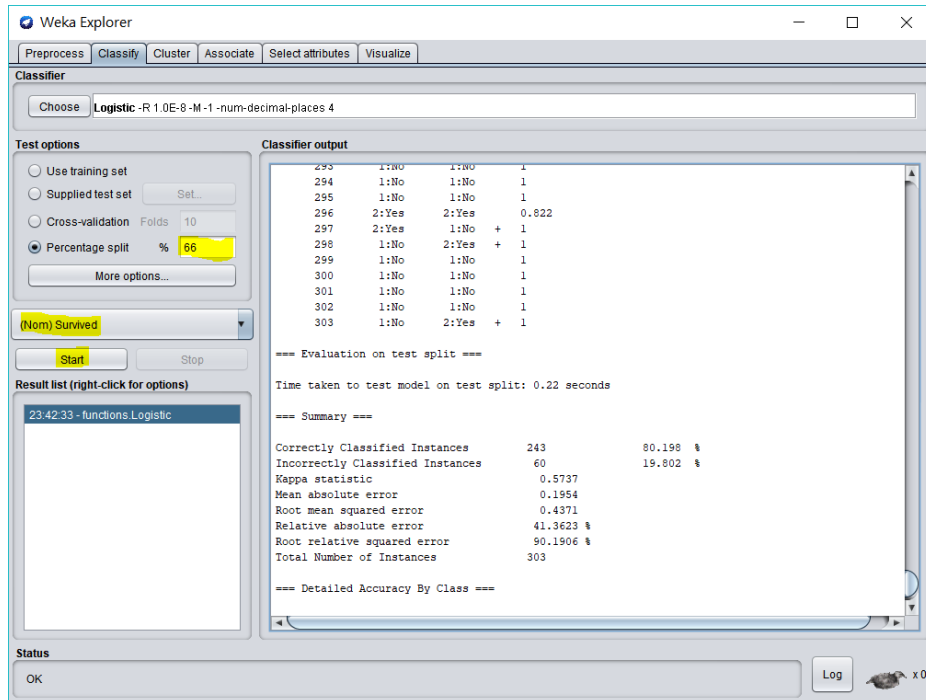 Weka Explorer
Preprocess Classify Cluster Associate Select attributes Visualize
Classifier
Choose Logistic -R 1.0E-8 -M -1 -num-decimal-places 4
Test options
Use training set
Supplied test set Set...
Cross-validation Folds 10
Percentage split % 66
More options...
(Nom) Survived
Start Stop
Result list (right-click for options)
23:42:33 - functions.Logistic
Classifier output
293 1:No 1:No 1
294 1:No 1:No 1
295 1:No 1:No 1
296 2:Yes 2:Yes 0.822
297 2:Yes 1:No + 1
298 1:No 2:Yes + 1
299 1:No 1:No 1
300 1:No 1:No 1
301 1:No 1:No 1
302 1:No 1:No 1
303 1:No 2:Yes + 1
=== Evaluation on test split ===
Time taken to test model on test split: 0.22 seconds
=== Summary ===
Correctly Classified Instances 243 80.198 %
Incorrectly Classified Instances 60 19.802 %
Kappa statistic 0.5737
Mean absolute error 0.1954
Root mean squared error 0.4371
Relative absolute error 41.3623 %
Root relative squared error 90.1906 %
Total Number of Instances 303
=== Detailed Accuracy By Class ===
Status
OK
Log x 0